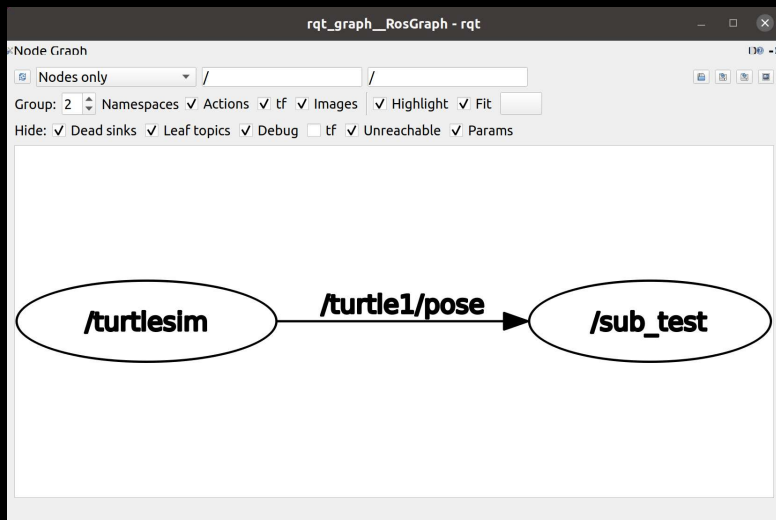 rqt_graph__RosGraph - rqt
Node Graph
Nodes only / /
Group: 2 Namespaces Actions tf Images Highlight Fit
Hide: Dead sinks Leaf topics Debug tf Unreachable Params
/turtlesim /turtle1/pose /sub_test